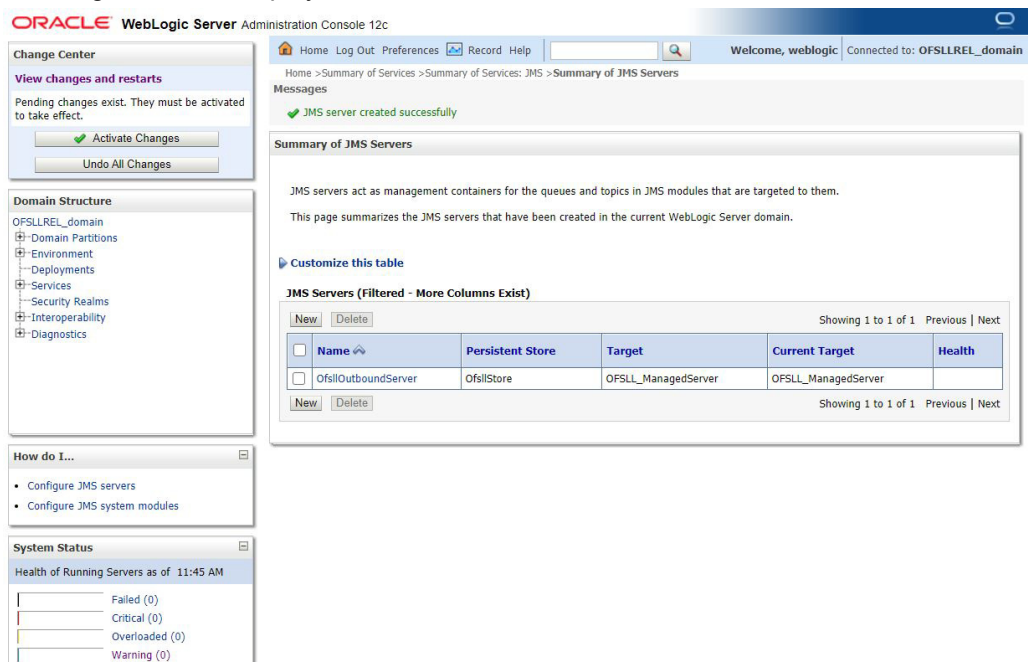 ORACLE WebLogic Server Administration Console 12c
Change Center
View changes and restarts
Pending changes exist. They must be activated
to take effect.
Activate Changes
Undo All Changes
Domain Structure
OFSLLREL_domain
Domain Partitions
Environment
Deployments
Services
Security Realms
Interoperability
Diagnostics
How do I...
Configure JMS servers
Configure JMS system modules
System Status
Health of Running Servers as of 11:45 AM
Failed (0)
Critical (0)
Overloaded (0)
Warning (0)
Home Log Out Preferences Record Help
Welcome, weblogic Connected to: OFSLLREL_domain
Home >Summary of Services >Summary of Services: JMS >Summary of JMS Servers
Messages
JMS server created successfully
Summary of JMS Servers
JMS servers act as management containers for the queues and topics in JMS modules that are targeted to them.
This page summarizes the JMS servers that have been created in the current WebLogic Server domain.
Customize this table
JMS Servers (Filtered - More Columns Exist)
New Delete Showing 1 to 1 of 1 Previous | Next
Name Persistent Store Target Current Target Health
OfsllOutboundServer OfsllStore OFSLL_ManagedServer OFSLL_ManagedServer
New Delete Showing 1 to 1 of 1 Previous | Next